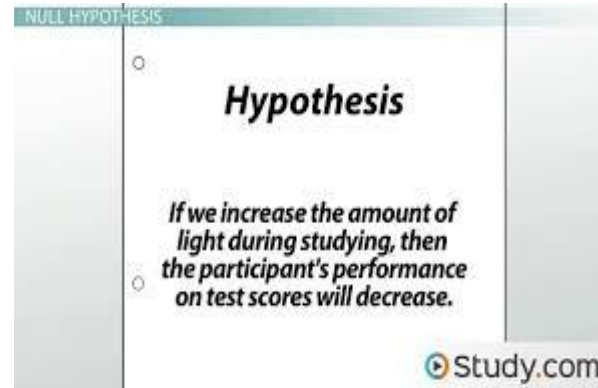 NULL HYPOTHESIS
Hypothesis
If we increase the amount of
light during studying, then
the participant's performance
on test scores will decrease.
Study.com